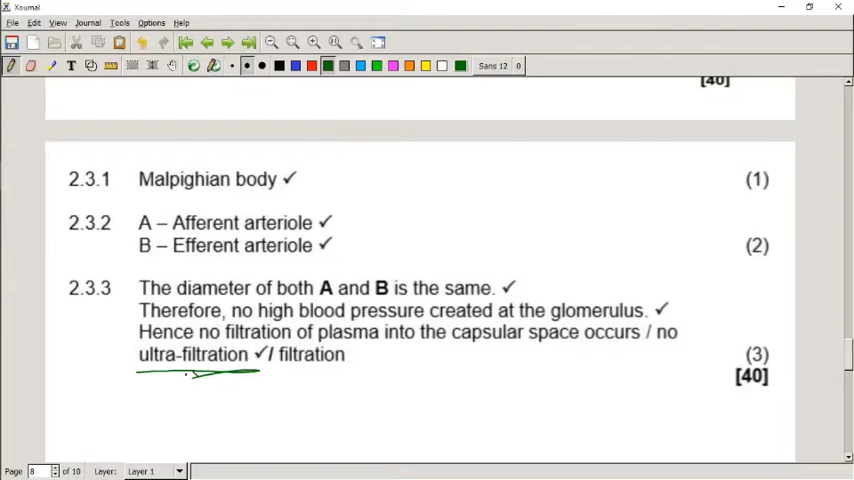 Xournal
File Edit View Journal Tools Options Help
Sans 12 0
[40]
2.3.1 Malpighian body ✓ (1)
2.3.2 A – Afferent arteriole ✓
B – Efferent arteriole ✓ (2)
2.3.3 The diameter of both A and B is the same. ✓
Therefore, no high blood pressure created at the glomerulus. ✓
Hence no filtration of plasma into the capsular space occurs / no
ultra-filtration ✓/ filtration (3)
[40]
Page 8 of 10 Layer: Layer 1